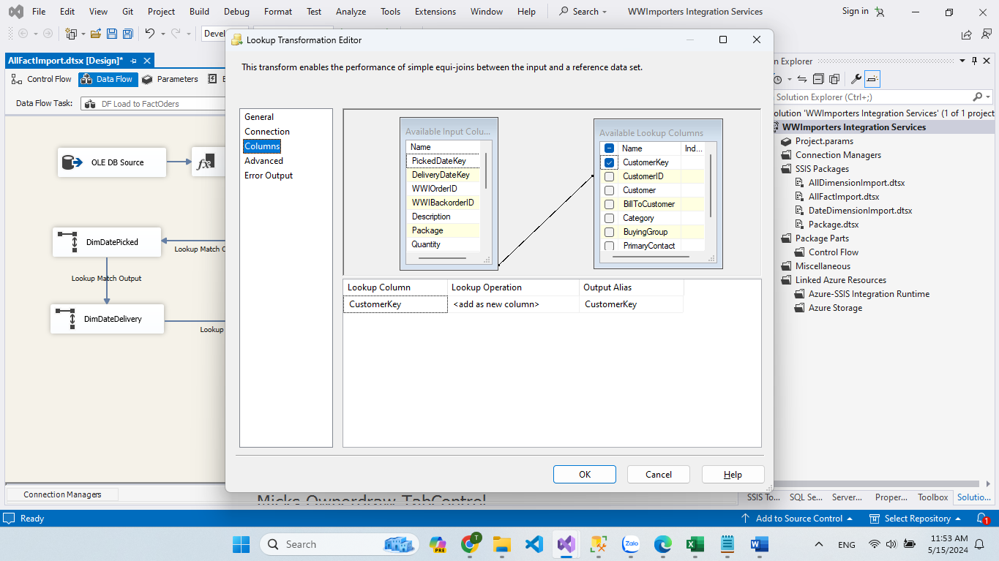 File Edit View Git Project Build Debug Format Test Analyze Tools Extensions Window Help Search WWImporters Integration Services Sign in
Devel
AllFactImport.dtsx [Design]*
Control Flow Data Flow Parameters E
Data Flow Task: DF Load to FactOders
OLE DB Source
fx
DimDatePicked
Lookup Match O
Lookup Match Output
DimDateDelivery
Lookup
Connection Managers
Lookup Transformation Editor
This transform enables the performance of simple equi-joins between the input and a reference data set.
General
Connection
Columns
Advanced
Error Output
Available Input Colu...
Name
PickedDateKey
DeliveryDateKey
WWIOrderID
WWIBackorderID
Description
Package
Quantity
Available Lookup Columns
Name Ind...
CustomerKey
CustomerID
Customer
BillToCustomer
Category
BuyingGroup
PrimaryContact
Lookup Column Lookup Operation Output Alias
CustomerKey <add as new column> CustomerKey
OK Cancel Help
Micks Ownerdraw TabControl
n Explorer
Solution Explorer (Ctrl+;)
olution 'WWImporters Integration Services' (1 of 1 project
WWImporters Integration Services
Project.params
Connection Managers
SSIS Packages
AllDimensionImport.dtsx
AllFactImport.dtsx
DateDimensionImport.dtsx
Package.dtsx
Package Parts
Control Flow
Miscellaneous
Linked Azure Resources
Azure-SSIS Integration Runtime
Azure Storage
SSIS To... SQL Se... Server... Proper... Toolbox Solutio...
Ready Add to Source Control Select Repository 1
Search PRE T Zalo ENG 11:53 AM
5/15/2024